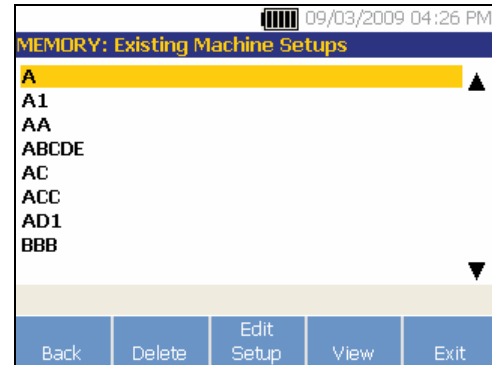 09/03/2009 04:26 PM
MEMORY: Existing Machine Setups
A
A1
AA
ABCDE
AC
ACC
AD1
BBB
Back Delete Edit Setup View Exit